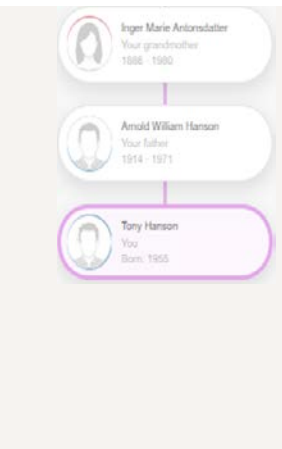 Inger Marie Antonsdatter
Your grandmother
1886 - 1980
Arnold William Hanson
Your father
1914 - 1971
Tony Hanson
You
Born: 1955